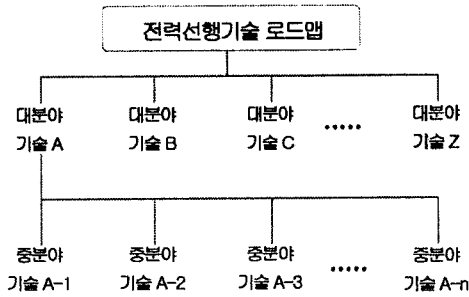 전력선행기술 로드맵
대분야 대분야 대분야 대분야
기술 A 기술 B 기술 C ····· 기술 Z
중분야 중분야 중분야 중분야
기술 A-1 기술 A-2 기술 A-3 ····· 기술 A-n